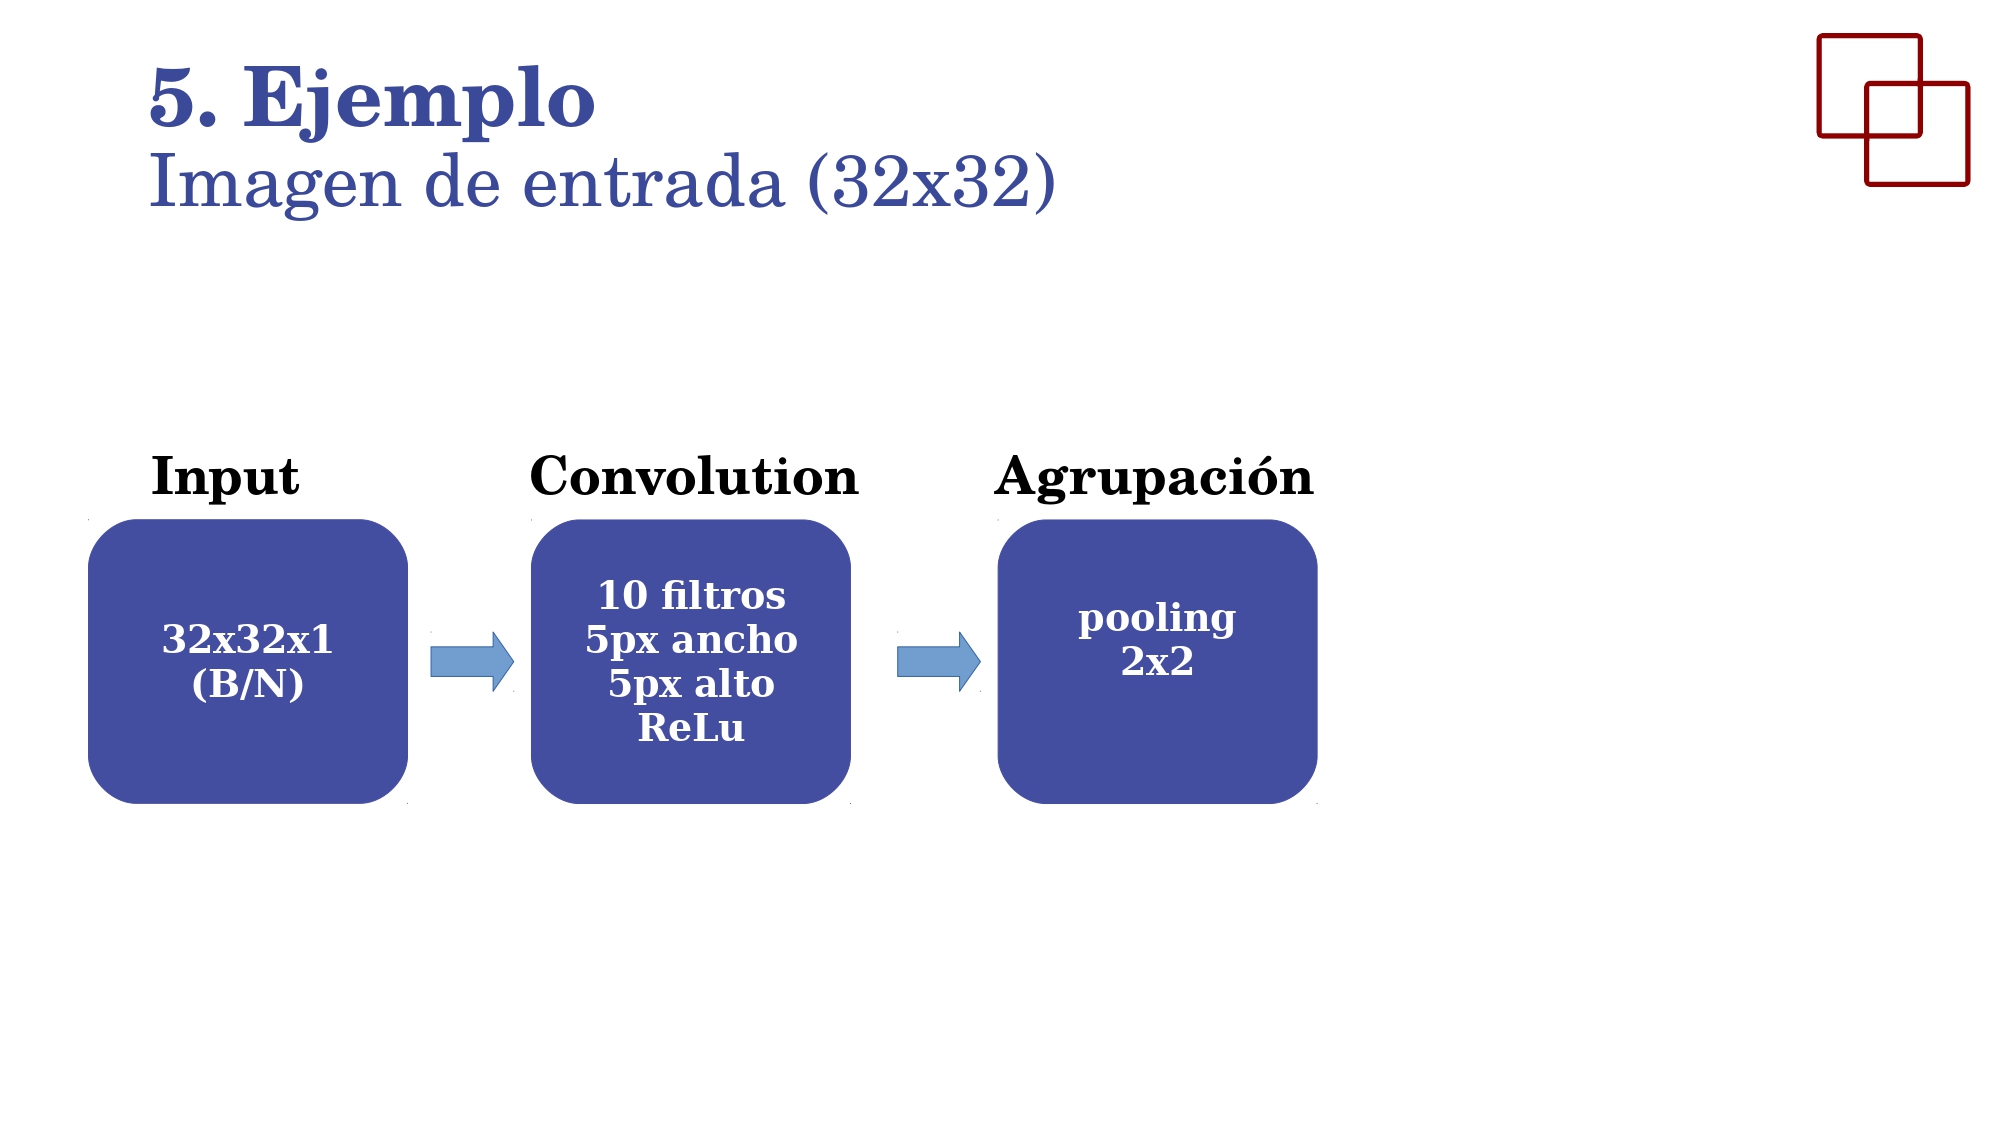 5. Ejemplo
Imagen de entrada (32x32)
Input
Convolution
Agrupación
32x32x1
(B/N)
10 filtros
5px ancho
5px alto
ReLu
pooling
2x2